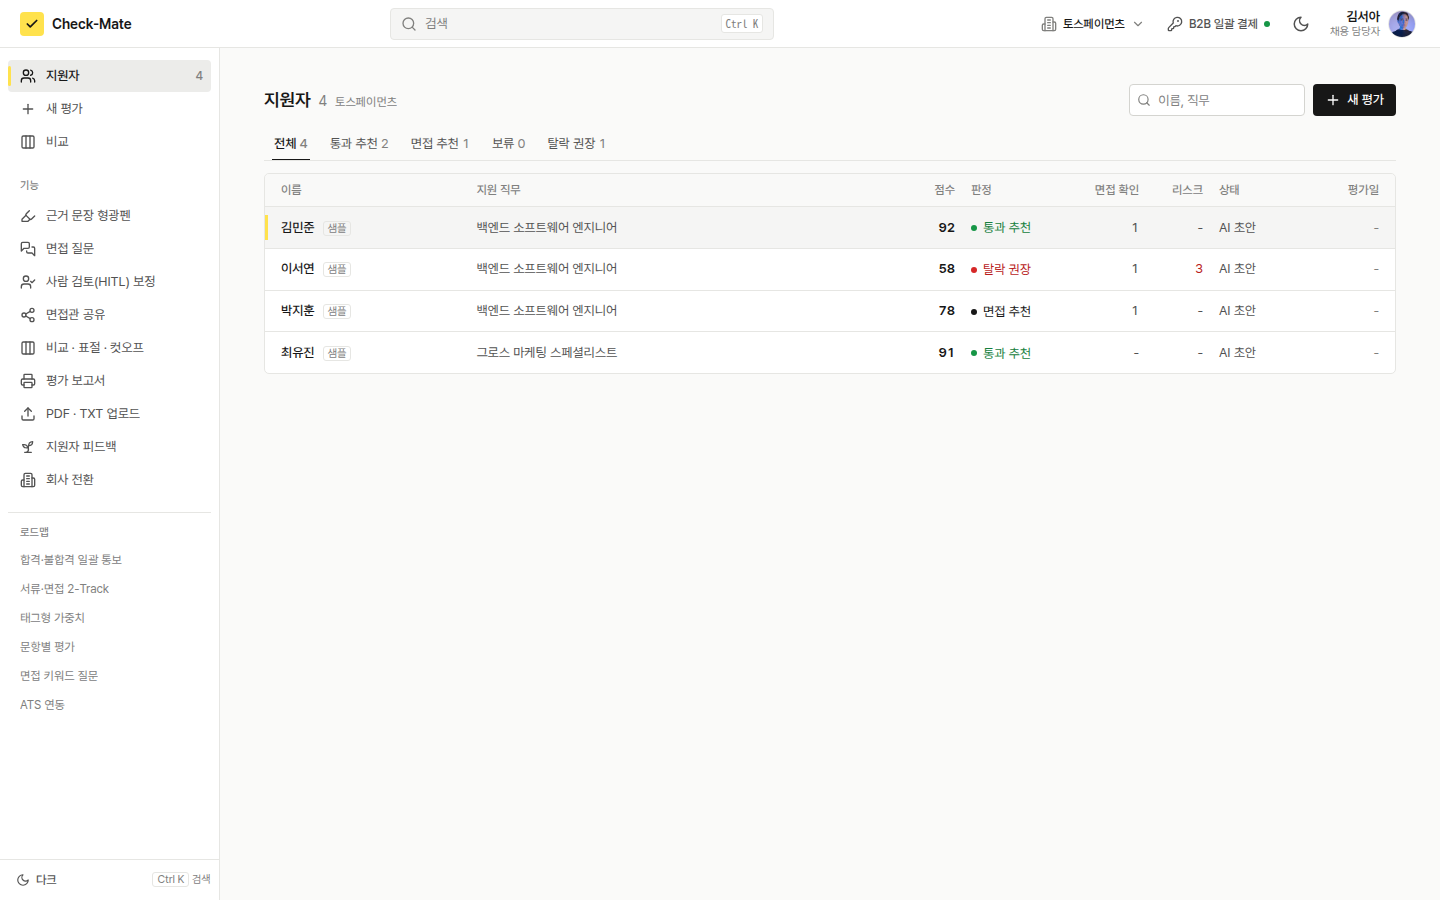 Check-Mate
검색
Ctrl K
토스페이먼츠
B2B 일괄 결제
김서아
채용 담당자
지원자 4
새 평가
비교
기능
근거 문장 형광펜
면접 질문
사람 검토(HITL) 보정
면접관 공유
비교 · 표절 · 컷오프
평가 보고서
PDF · TXT 업로드
지원자 피드백
회사 전환
로드맵
합격·불합격 일괄 통보
서류·면접 2-Track
태그형 가중치
문항별 평가
면접 키워드 질문
ATS 연동
다크
Ctrl K 검색
지원자 4 토스페이먼츠
이름, 직무
새 평가
전체 4 통과 추천 2 면접 추천 1 보류 0 탈락 권장 1
이름 지원 직무 점수 판정 면접 확인 리스크 상태 평가일
김민준 샘플 백엔드 소프트웨어 엔지니어 92 통과 추천 1 - AI 초안 -
이서연 샘플 백엔드 소프트웨어 엔지니어 58 탈락 권장 1 3 AI 초안 -
박지훈 샘플 백엔드 소프트웨어 엔지니어 78 면접 추천 1 - AI 초안 -
최유진 샘플 그로스 마케팅 스페셜리스트 91 통과 추천 - - AI 초안 -